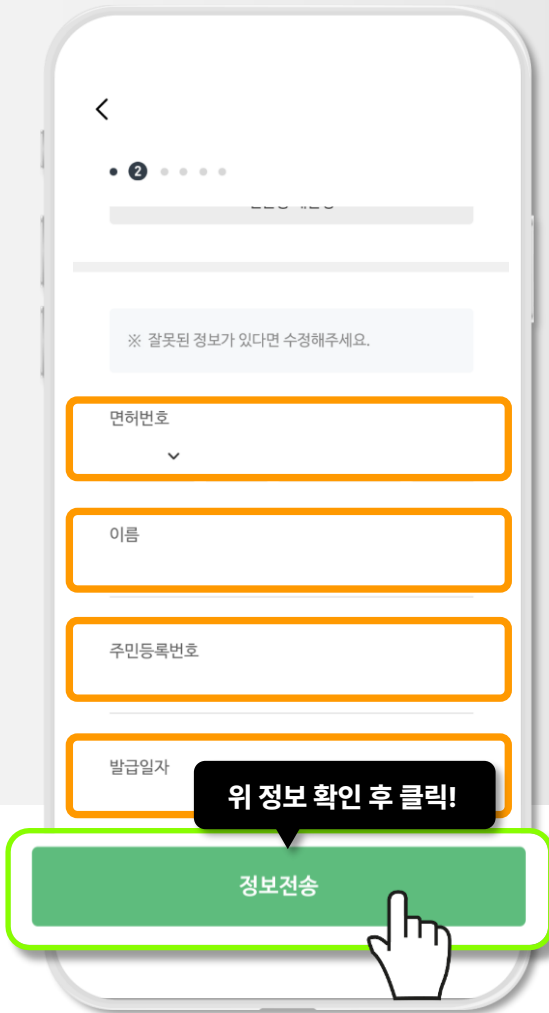 2
※ 잘못된 정보가 있다면 수정해주세요.
면허번호
이름
주민등록번호
발급일자
위 정보 확인 후 클릭!
정보전송